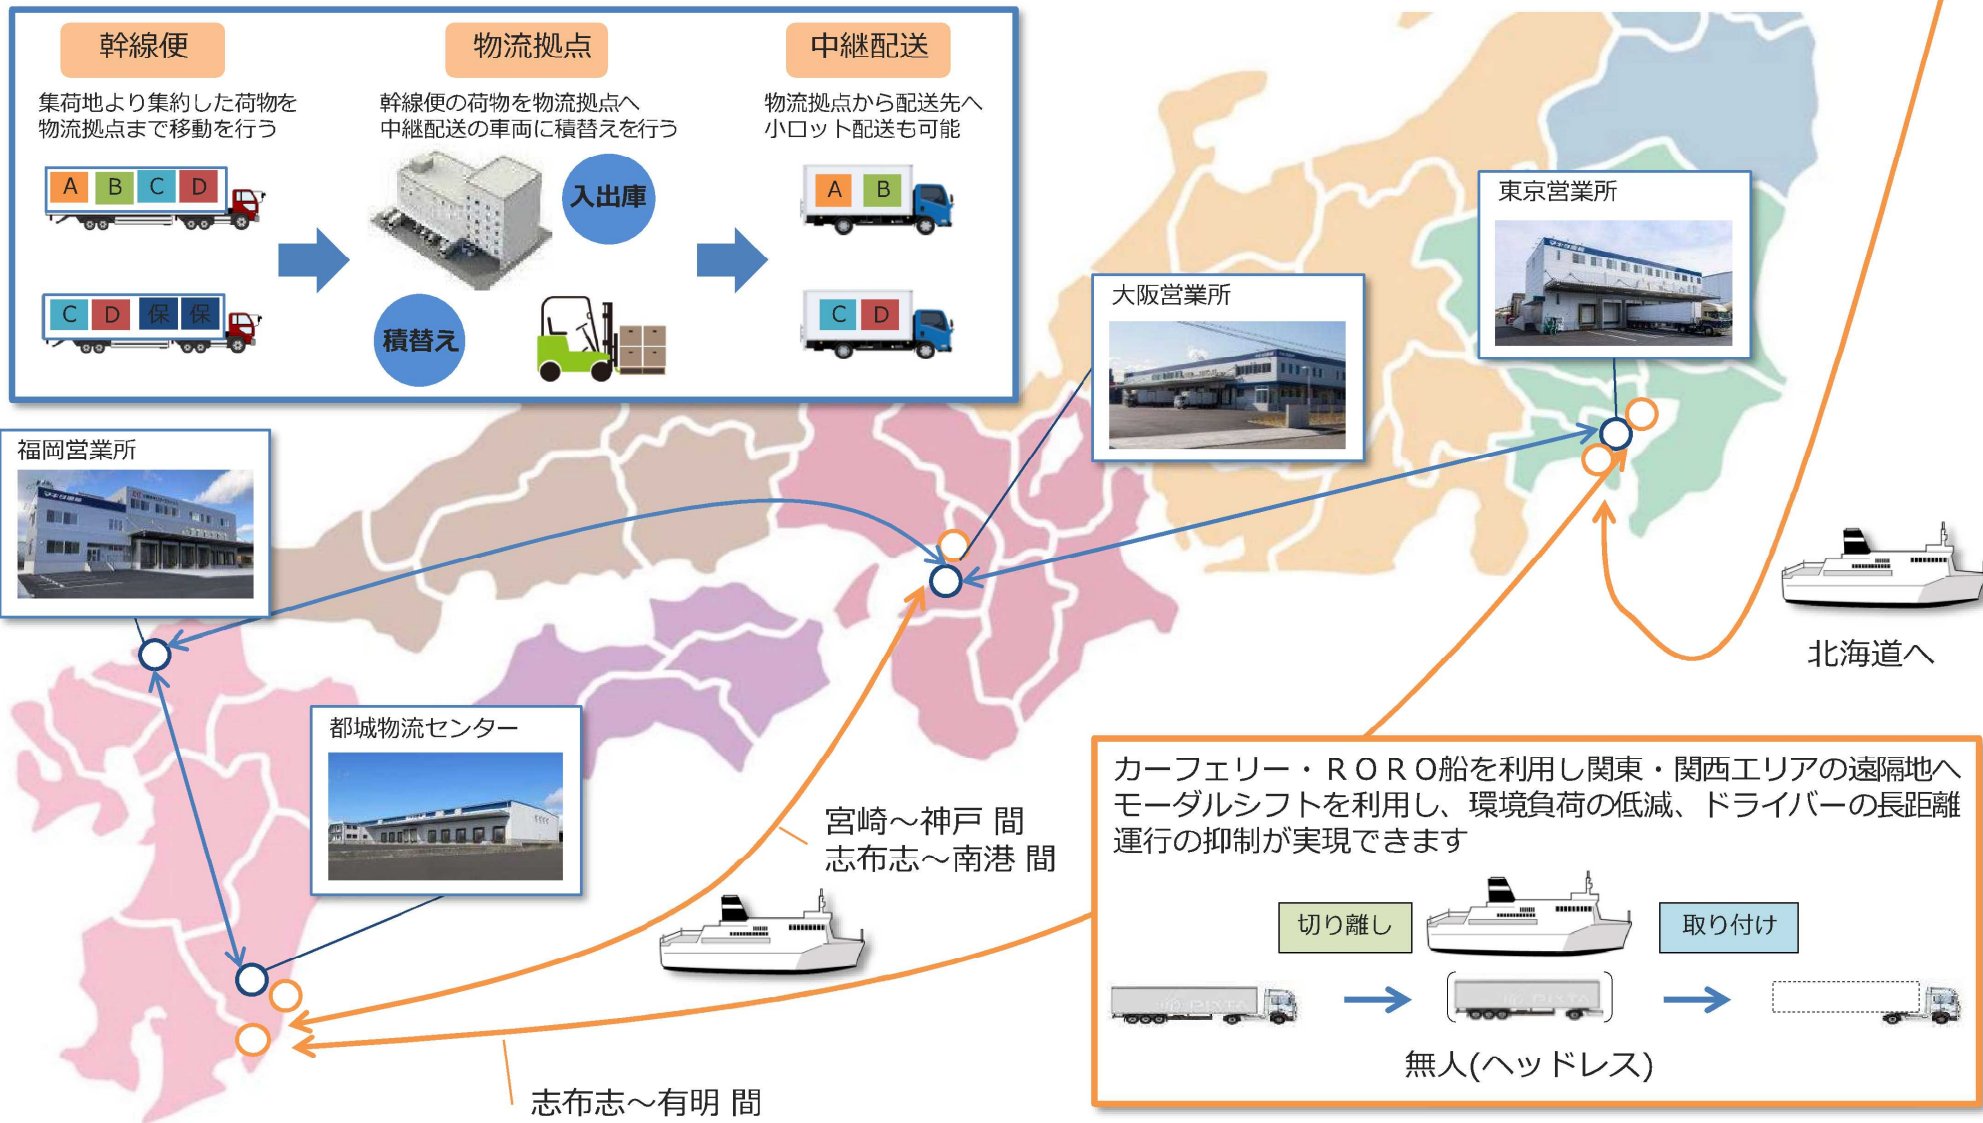 幹線便
集荷地より集約した荷物を
物流拠点まで移動を行う
A B C D
C D 保 保
物流拠点
幹線便の荷物を物流拠点へ
中継配送の車両に積替えを行う
入出庫
積替え
中継配送
物流拠点から配送先へ
小ロット配送も可能
A B
C D
東京営業所
大阪営業所
福岡営業所
都城物流センター
北海道へ
宮崎～神戸 間
志布志～南港 間
志布志～有明 間
カーフェリー・ＲＯＲＯ船を利用し関東・関西エリアの遠隔地へ
モーダルシフトを利用し、環境負荷の低減、ドライバーの長距離
運行の抑制が実現できます
切り離し
取り付け
無人(ヘッドレス)